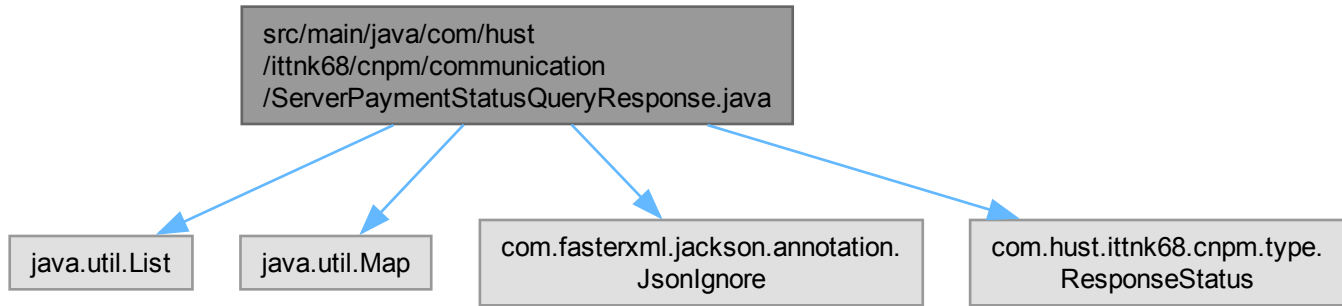 src/main/java/com/hust
/ittnk68/cnpm/communication
/ServerPaymentStatusQueryResponse.java
java.util.List
java.util.Map
com.fasterxml.jackson.annotation.
JsonIgnore
com.hust.ittnk68.cnpm.type.
ResponseStatus